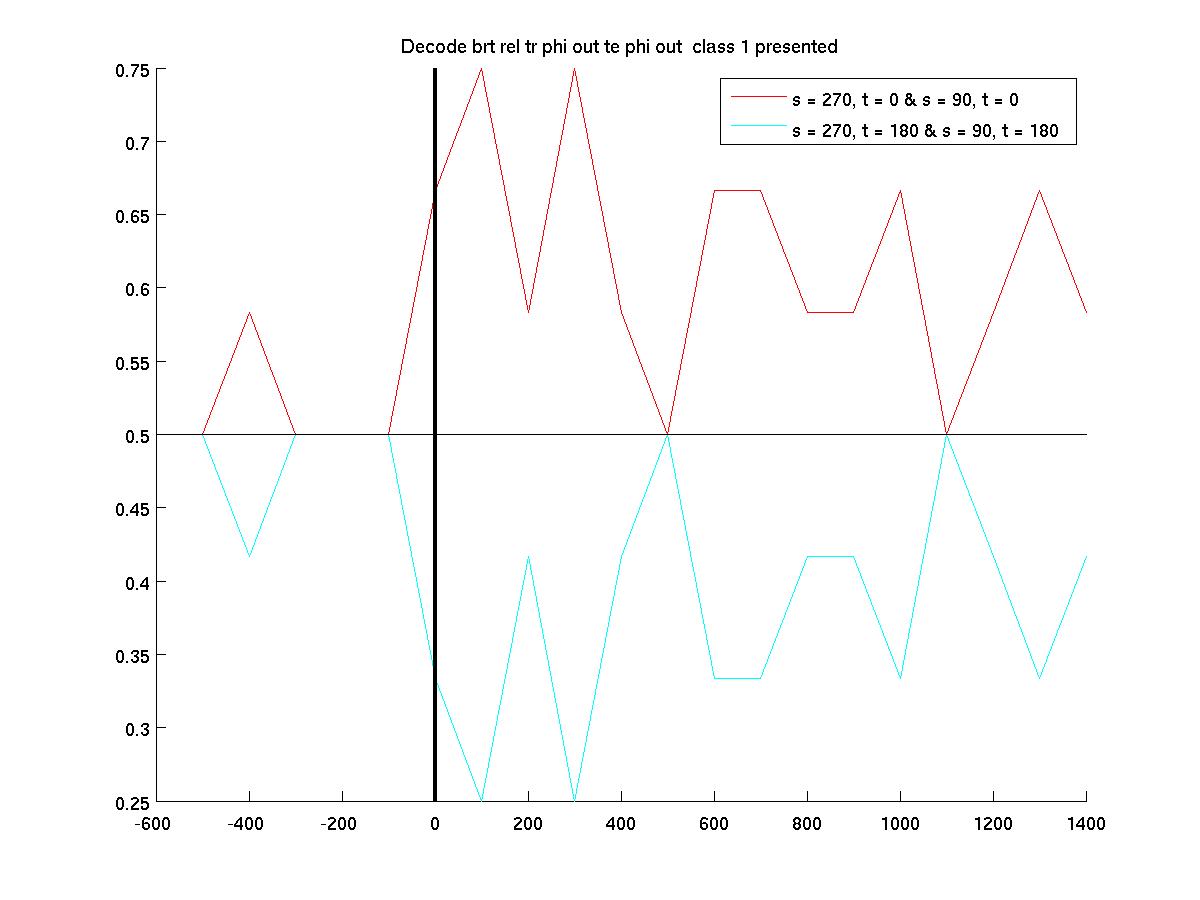 Decode brt rel tr phi out te phi out  class 1 presented
s = 270, t = 0 & s = 90, t = 0
s = 270, t = 180 & s = 90, t = 180
0.75
0.7
0.65
0.6
0.55
0.5
0.45
0.4
0.35
0.3
0.25
-600 -400 -200 0 200 400 600 800 1000 1200 1400